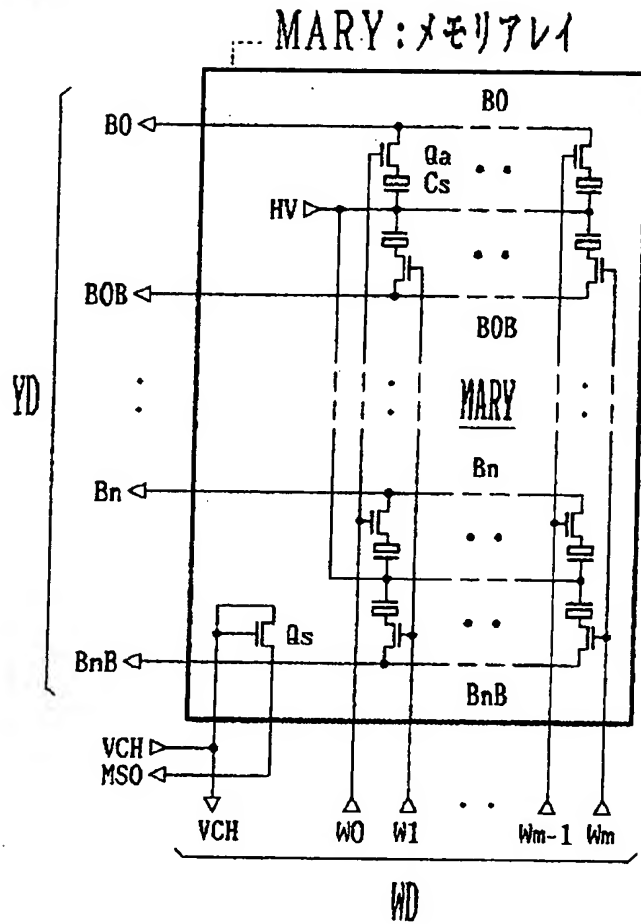 MARY:メモリアレイ
B0
B0
Qa
Cs
HV
B0B
B0B
YD
MARY
Bn
Bn
Qs
BnB
BnB
VCH
MSO
VCH
W0
W1
Wm-1
Wm
WD